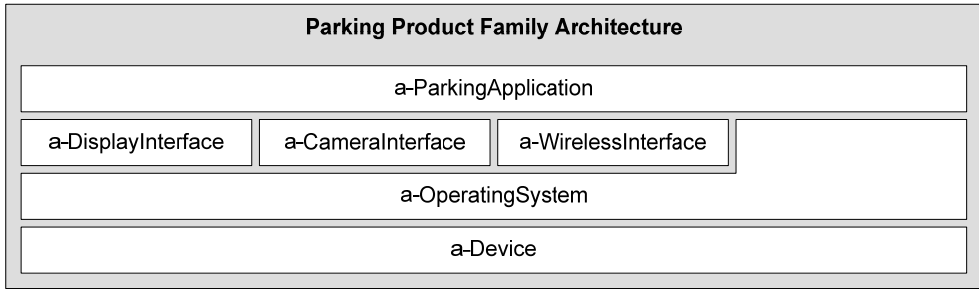 Parking Product Family Architecture
a-ParkingApplication
a-DisplayInterface a-CameraInterface a-WirelessInterface
a-OperatingSystem
a-Device